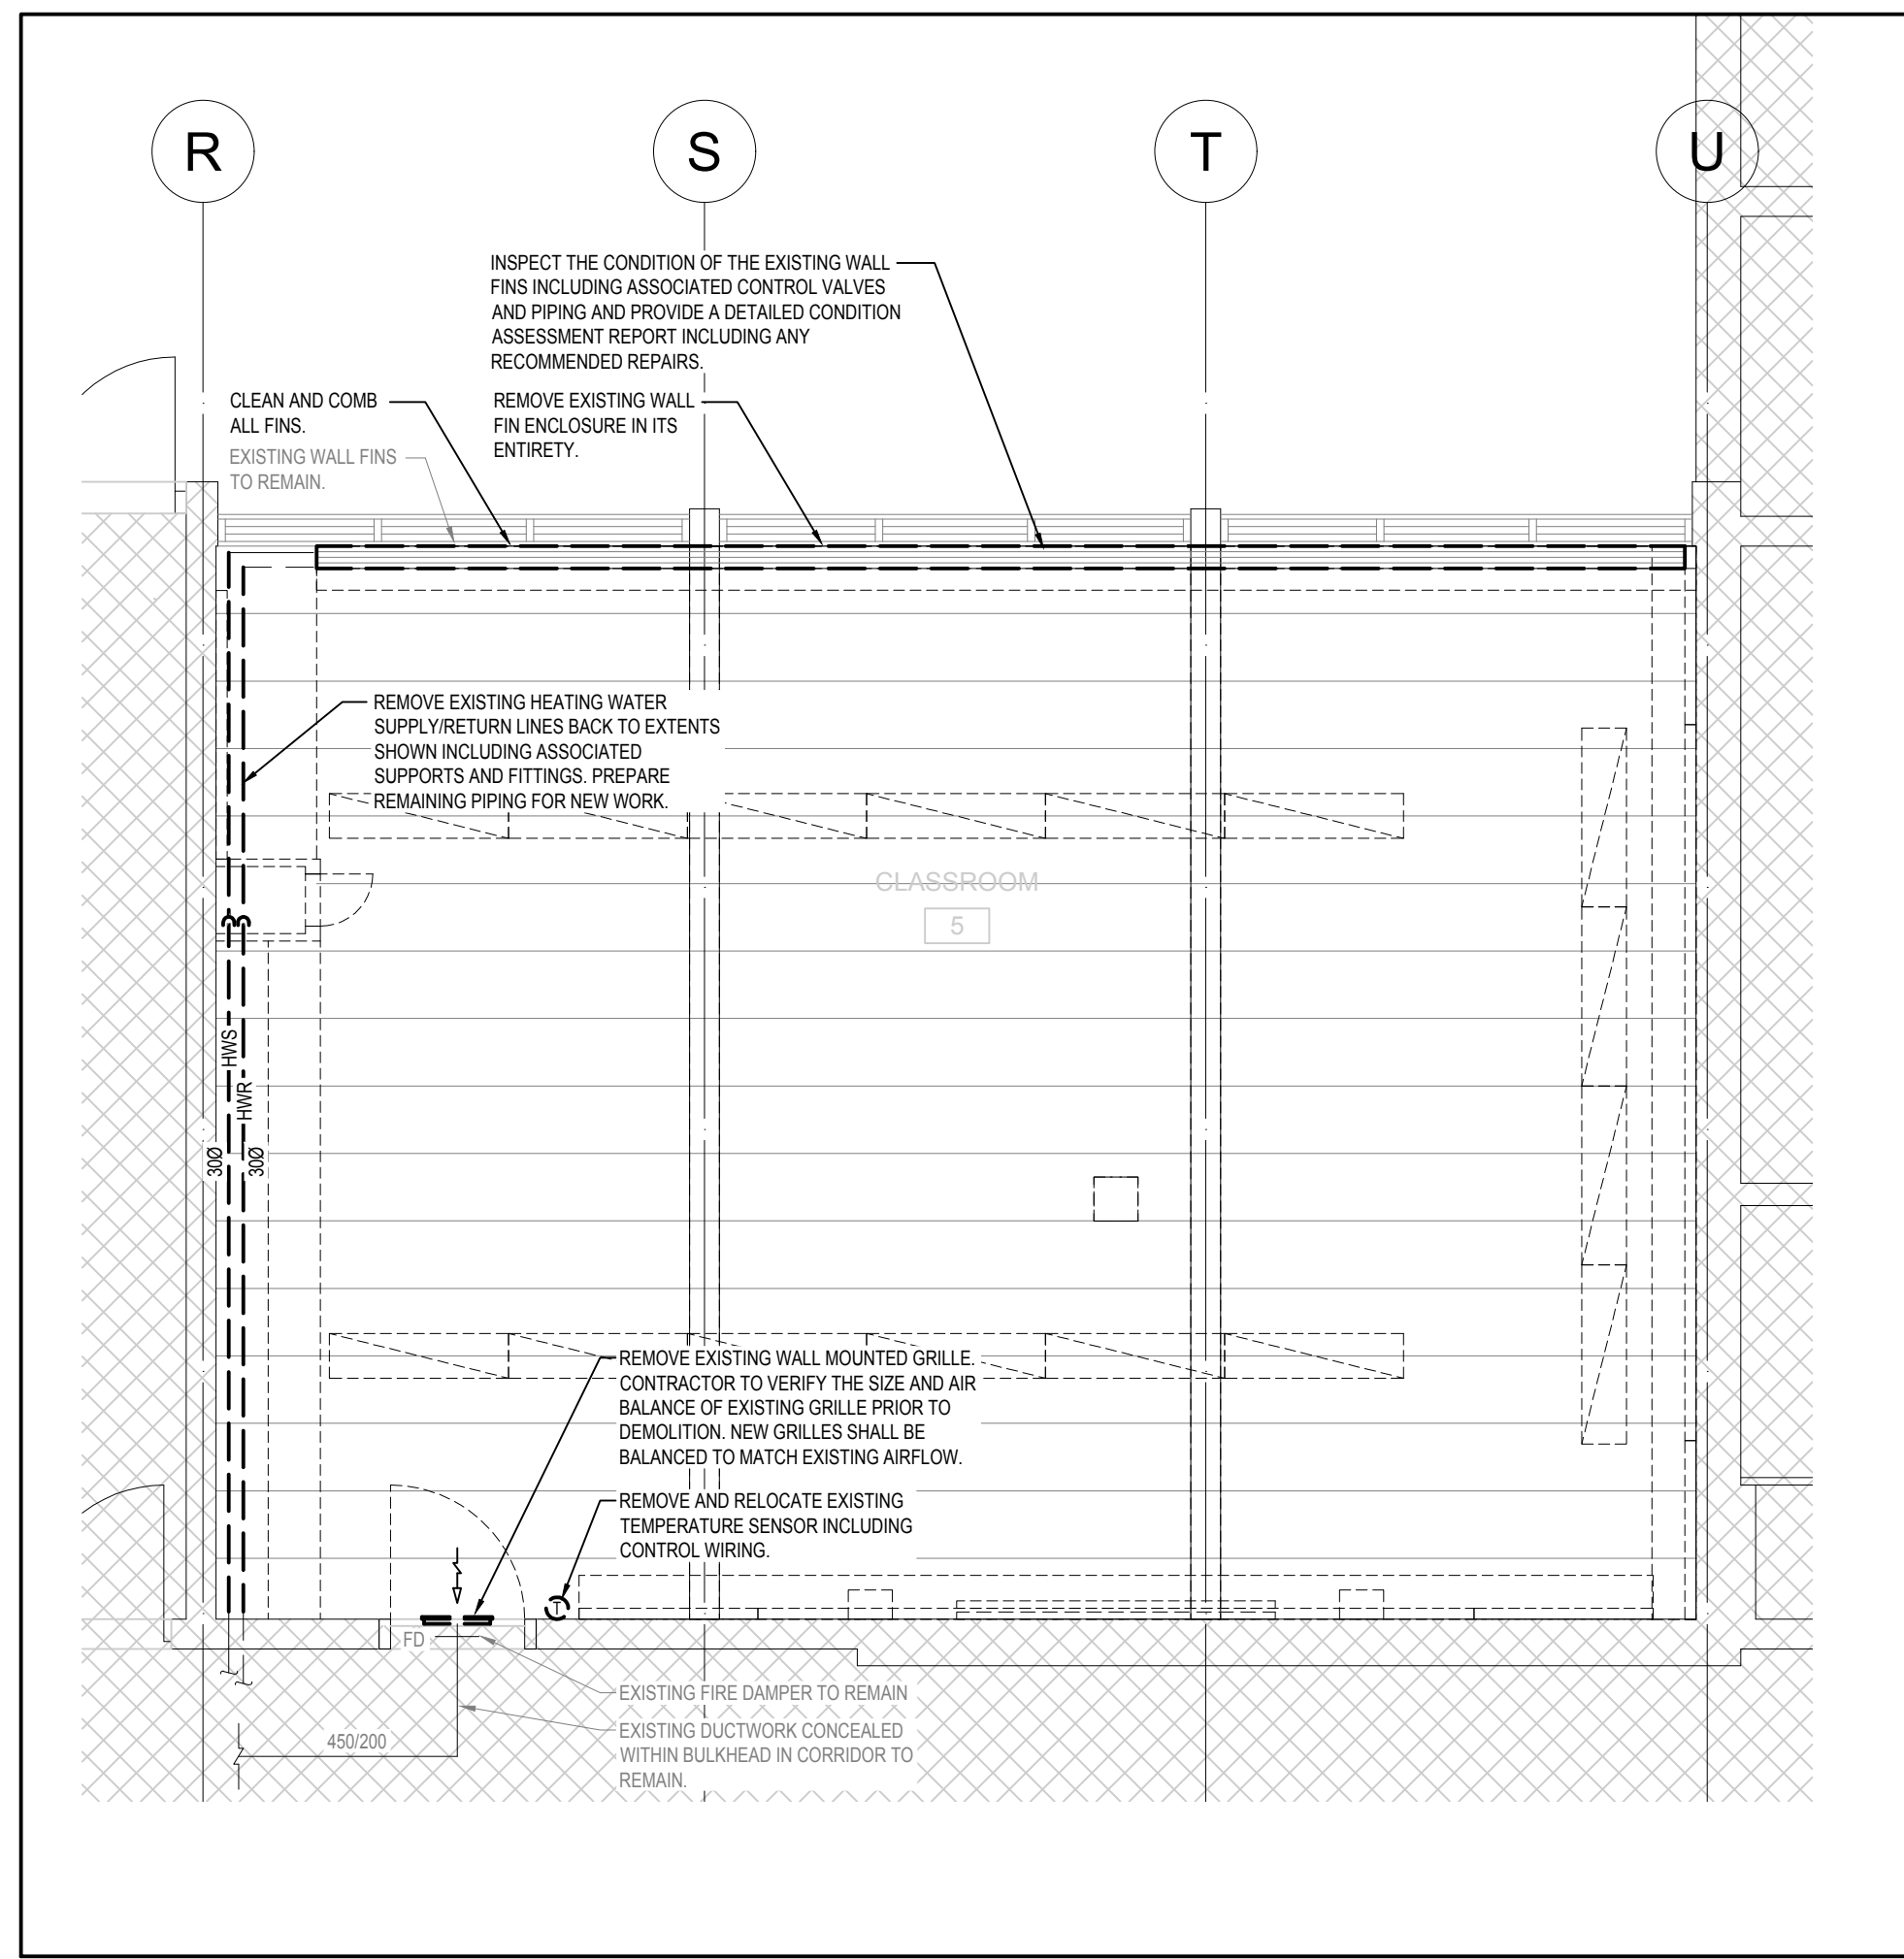 R
S
T
U
INSPECT THE CONDITION OF THE EXISTING WALL
FINS INCLUDING ASSOCIATED CONTROL VALVES
AND PIPING AND PROVIDE A DETAILED CONDITION
ASSESSMENT REPORT INCLUDING ANY
RECOMMENDED REPAIRS.
CLEAN AND COMB
ALL FINS.
REMOVE EXISTING WALL
FIN ENCLOSURE IN ITS
ENTIRETY.
EXISTING WALL FINS
TO REMAIN.
REMOVE EXISTING HEATING WATER
SUPPLY/RETURN LINES BACK TO EXTENTS
SHOWN INCLUDING ASSOCIATED
SUPPORTS AND FITTINGS. PREPARE
REMAINING PIPING FOR NEW WORK.
CLASSROOM
5
HWS
HWR
30Ø
30Ø
REMOVE EXISTING WALL MOUNTED GRILLE.
CONTRACTOR TO VERIFY THE SIZE AND AIR
BALANCE OF EXISTING GRILLE PRIOR TO
DEMOLITION. NEW GRILLES SHALL BE
BALANCED TO MATCH EXISTING AIRFLOW.
REMOVE AND RELOCATE EXISTING
TEMPERATURE SENSOR INCLUDING
CONTROL WIRING.
T
FD
EXISTING FIRE DAMPER TO REMAIN
EXISTING DUCTWORK CONCEALED
WITHIN BULKHEAD IN CORRIDOR TO
REMAIN.
450/200